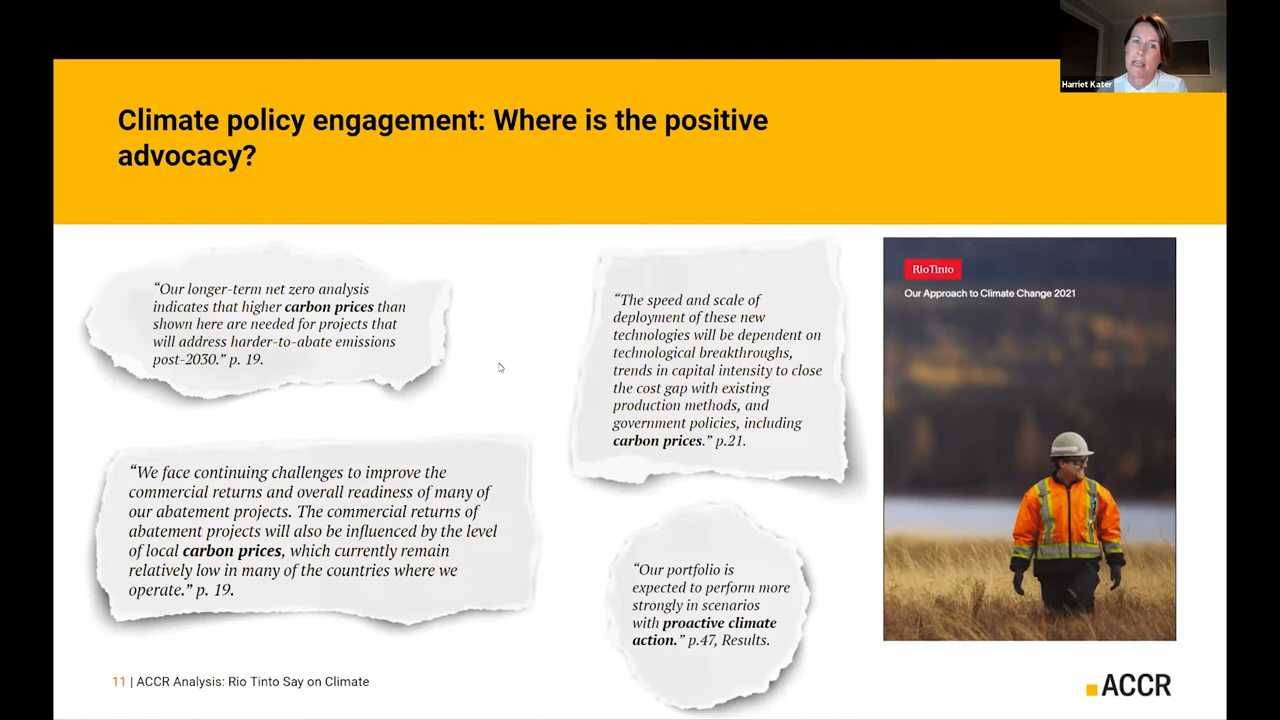 Harriet Kater
Climate policy engagement: Where is the positive
advocacy?
“Our longer-term net zero analysis
indicates that higher carbon prices than
shown here are needed for projects that
will address harder-to-abate emissions
post-2030.” p. 19.
“We face continuing challenges to improve the
commercial returns and overall readiness of many of
our abatement projects. The commercial returns of
abatement projects will also be influenced by the level
of local carbon prices, which currently remain
relatively low in many of the countries where we
operate.” p. 19.
“The speed and scale of
deployment of these new
technologies will be dependent on
technological breakthroughs,
trends in capital intensity to close
the cost gap with existing
production methods, and
government policies, including
carbon prices.” p.21.
“Our portfolio is
expected to perform more
strongly in scenarios
with proactive climate
action.” p.47, Results.
RioTinto
Our Approach to Climate Change 2021
11 | ACCR Analysis: Rio Tinto Say on Climate
ACCR